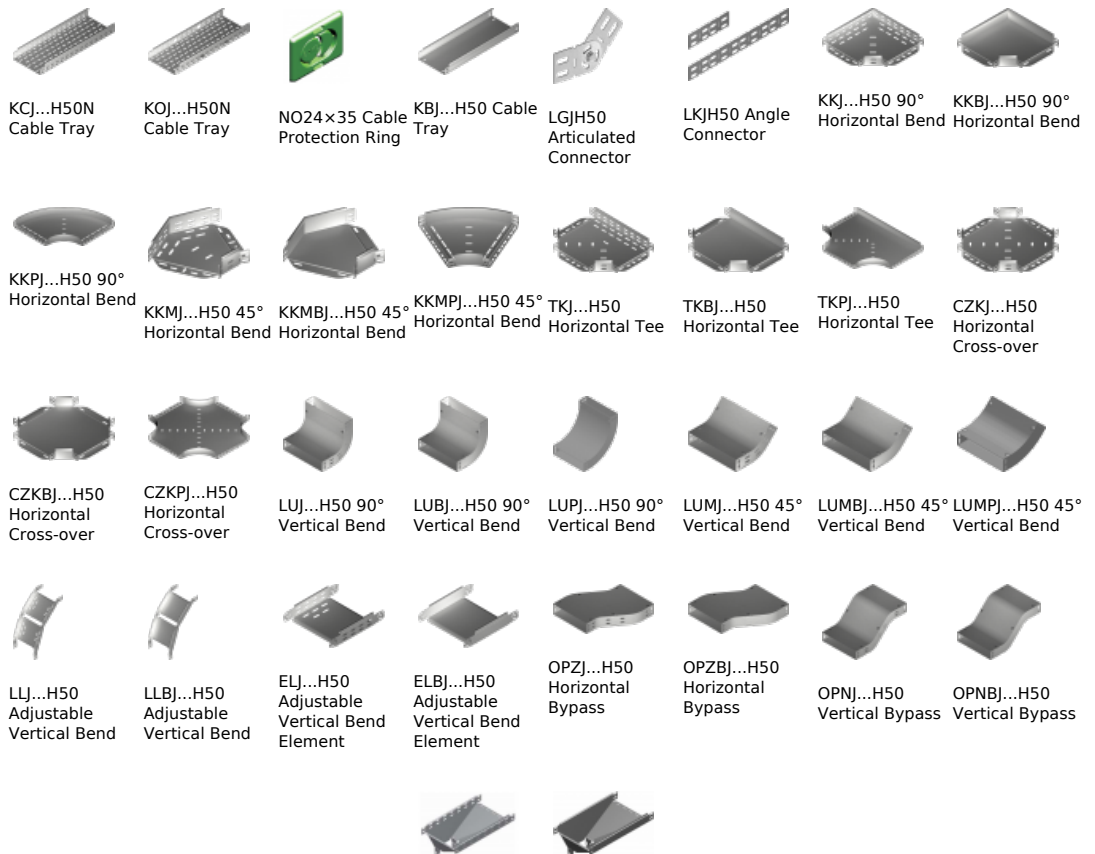 KCJ...H50N
Cable Tray
KOJ...H50N
Cable Tray
NO24×35 Cable
Protection Ring
KBJ...H50 Cable
Tray
LGJH50
Articulated
Connector
LKJH50 Angle
Connector
KKJ...H50 90°
Horizontal Bend
KKBJ...H50 90°
Horizontal Bend
KKPJ...H50 90°
Horizontal Bend
KKMJ...H50 45°
Horizontal Bend
KKMBJ...H50 45°
Horizontal Bend
KKMPJ...H50 45°
Horizontal Bend
TKJ...H50
Horizontal Tee
TKBJ...H50
Horizontal Tee
TKPJ...H50
Horizontal Tee
CZKJ...H50
Horizontal
Cross-over
CZKBJ...H50
Horizontal
Cross-over
CZKPJ...H50
Horizontal
Cross-over
LUJ...H50 90°
Vertical Bend
LUBJ...H50 90°
Vertical Bend
LUPJ...H50 90°
Vertical Bend
LUMJ...H50 45°
Vertical Bend
LUMBJ...H50 45°
Vertical Bend
LUMPJ...H50 45°
Vertical Bend
LLJ...H50
Adjustable
Vertical Bend
LLBJ...H50
Adjustable
Vertical Bend
ELJ...H50
Adjustable
Vertical Bend
Element
ELBJ...H50
Adjustable
Vertical Bend
Element
OPZJ...H50
Horizontal
Bypass
OPZBJ...H50
Horizontal
Bypass
OPNJ...H50
Vertical Bypass
OPNBJ...H50
Vertical Bypass